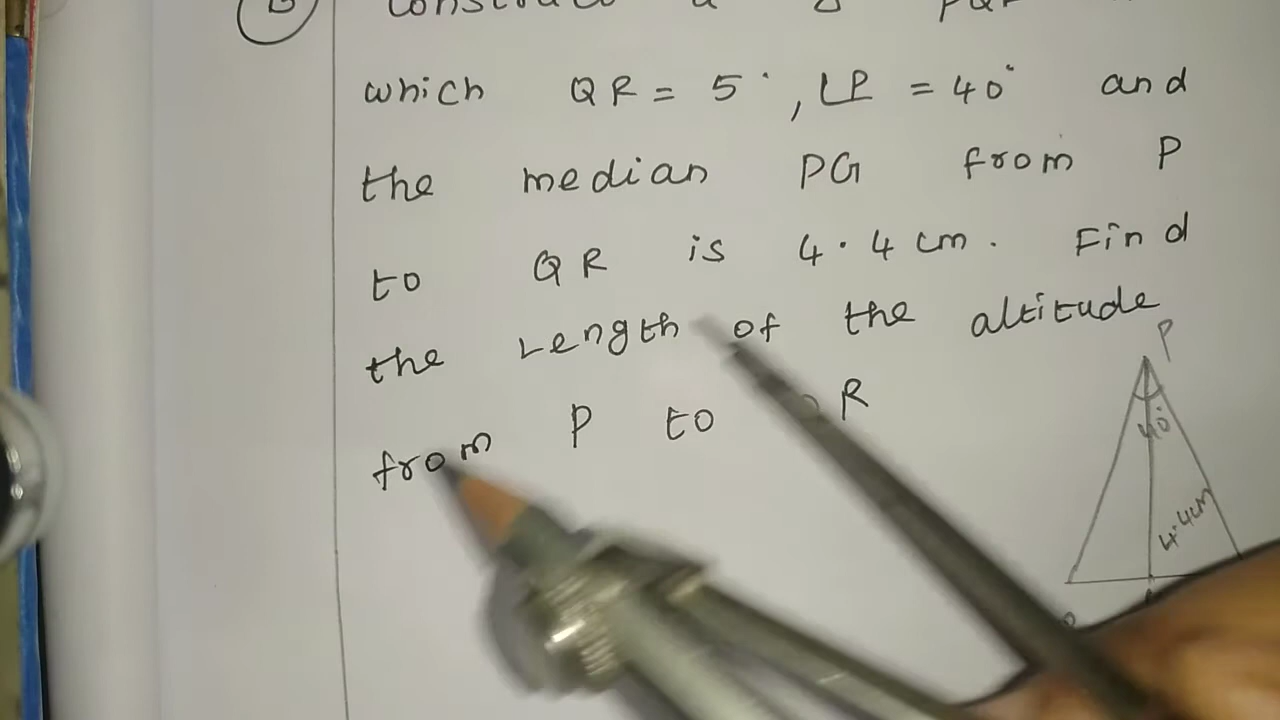 a Δ PQR
which QR = 5 , ∠P = 40° and
the median PG from P
to QR is 4.4 cm. Find
the Length of the altitude
from P to R
P
40°
4.4cm